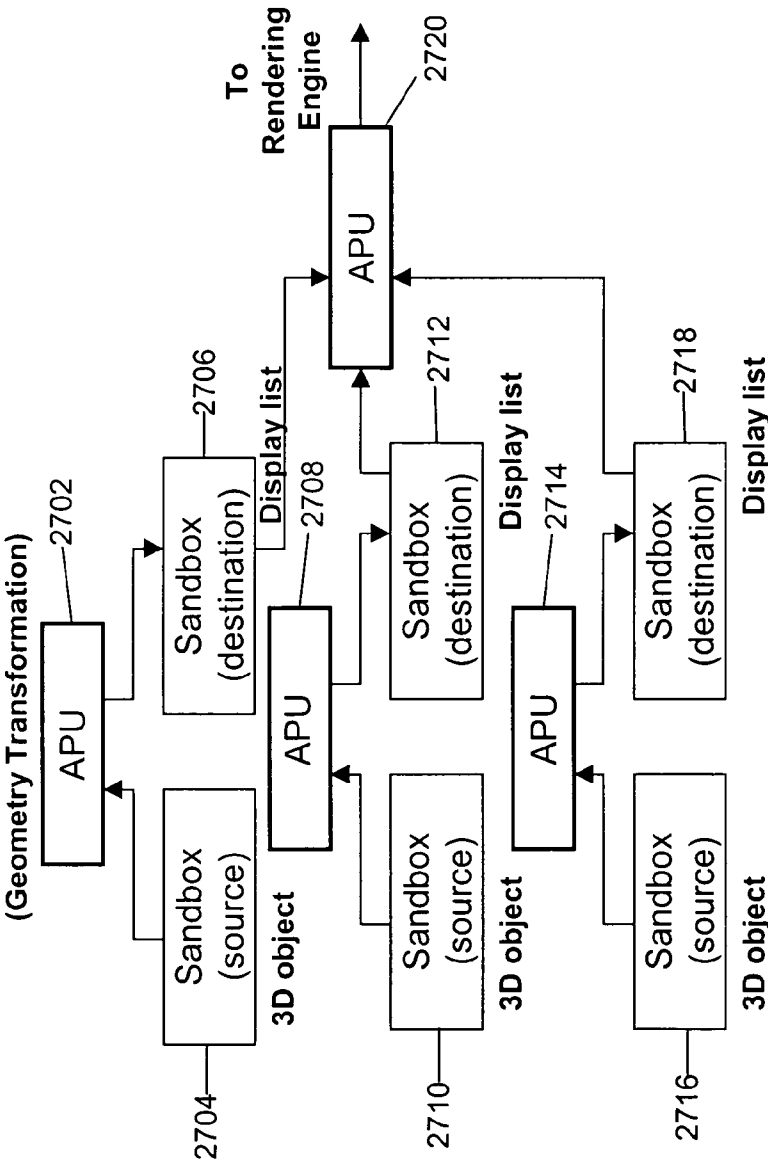 (Geometry Transformation)
2702
APU
2704
Sandbox
(source)
3D object
2706
Sandbox
(destination)
Display list
2708
APU
2710
Sandbox
(source)
3D object
2712
Sandbox
(destination)
Display list
2714
APU
2716
Sandbox
(source)
3D object
2718
Sandbox
(destination)
Display list
APU
2720
To
Rendering
Engine